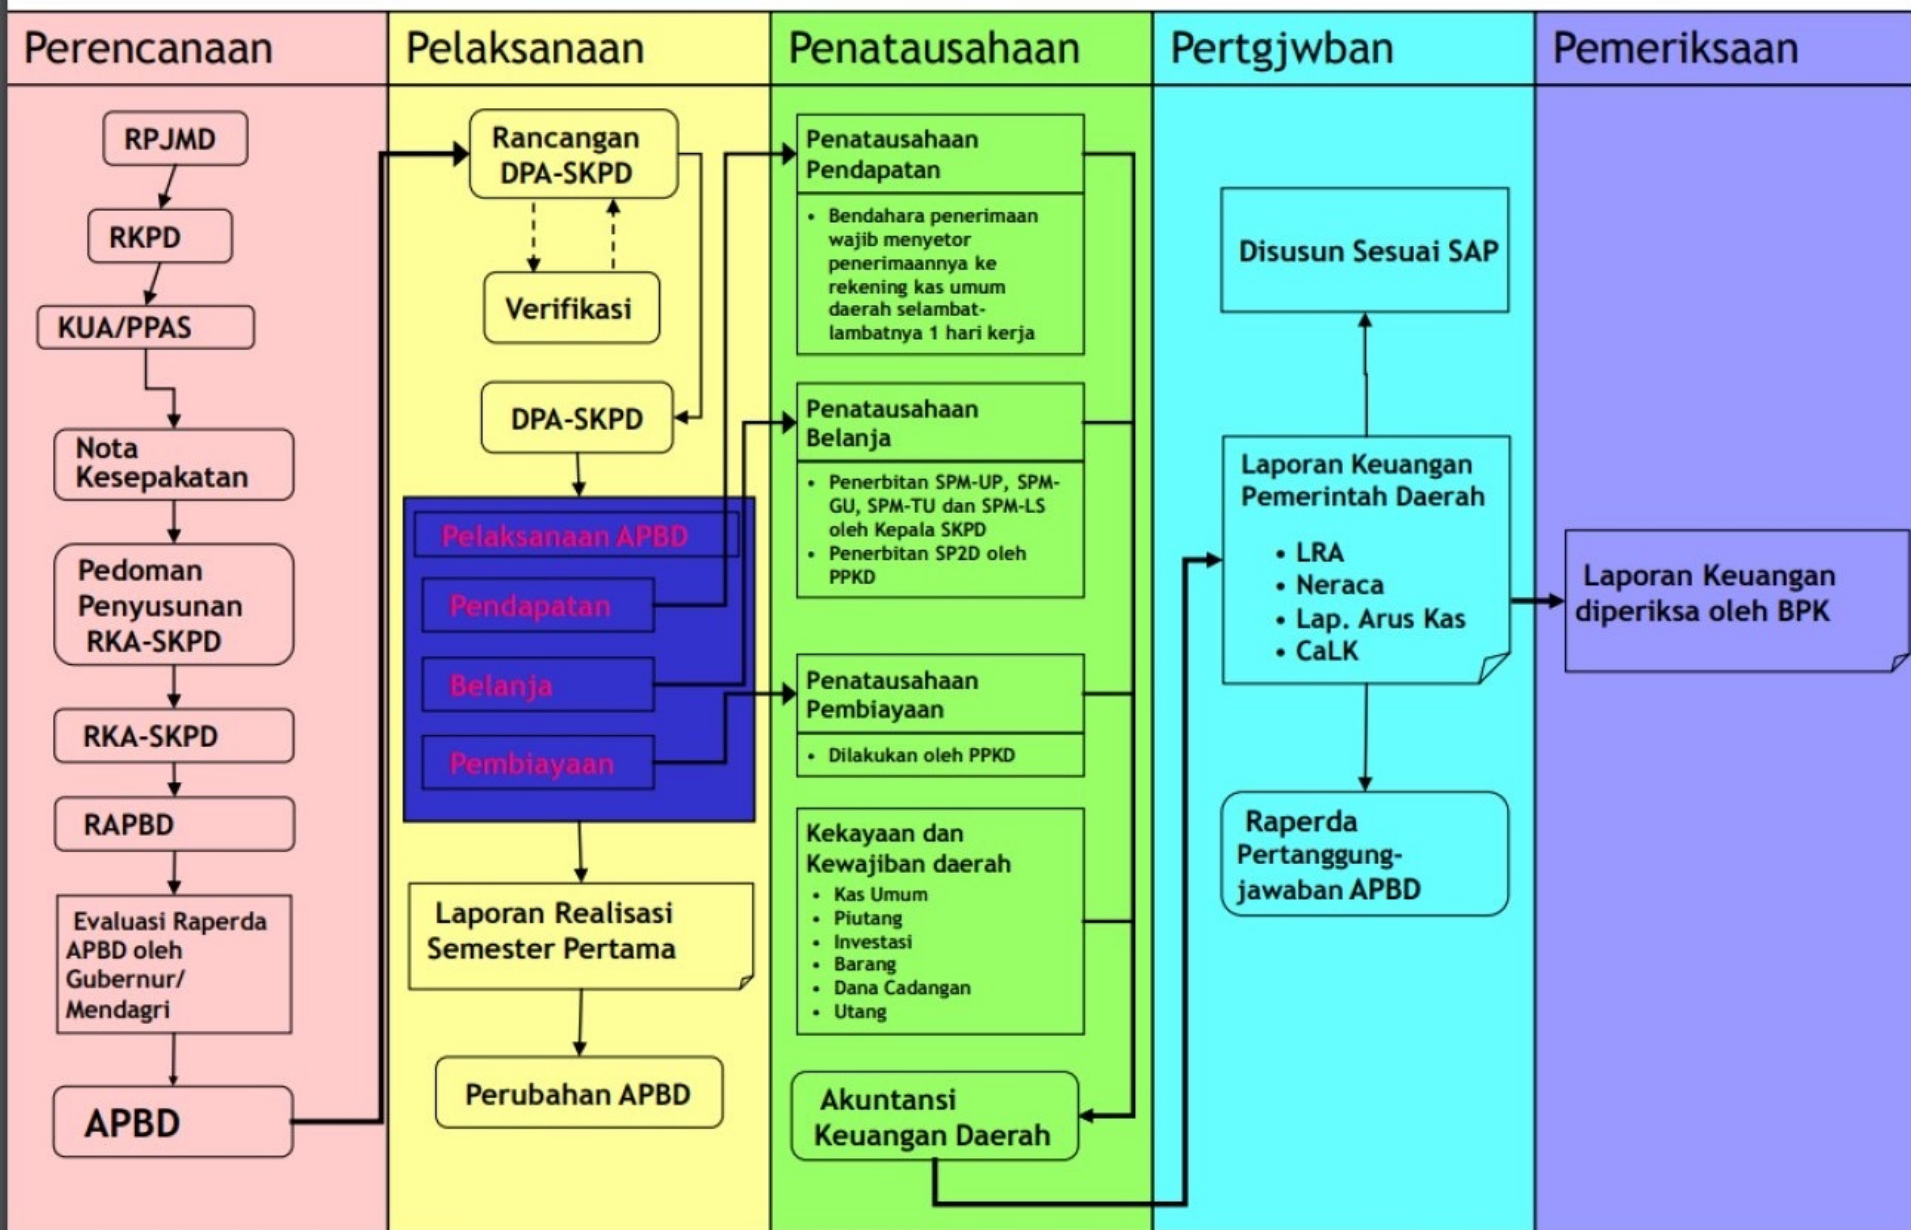 Perencanaan
Pelaksanaan
Penatausahaan
Pertgjwban
Pemeriksaan
RPJMD
RKPD
KUA/PPAS
Nota
Kesepakatan
Pedoman
Penyusunan
RKA-SKPD
RKA-SKPD
RAPBD
Evaluasi Raperda
APBD oleh
Gubernur/
Mendagri
APBD
Rancangan
DPA-SKPD
Verifikasi
DPA-SKPD
Pelaksanaan APBD
Pendapatan
Belanja
Pembiayaan
Laporan Realisasi
Semester Pertama
Perubahan APBD
Penatausahaan
Pendapatan
• Bendahara penerimaan
wajib menyetor
penerimaannya ke
rekening kas umum
daerah selambat-
lambatnya 1 hari kerja
Penatausahaan
Belanja
• Penerbitan SPM-UP, SPM-
GU, SPM-TU dan SPM-LS
oleh Kepala SKPD
• Penerbitan SP2D oleh
PPKD
Penatausahaan
Pembiayaan
• Dilakukan oleh PPKD
Kekayaan dan
Kewajiban daerah
• Kas Umum
• Piutang
• Investasi
• Barang
• Dana Cadangan
• Utang
Akuntansi
Keuangan Daerah
Disusun Sesuai SAP
Laporan Keuangan
Pemerintah Daerah
• LRA
• Neraca
• Lap. Arus Kas
• CaLK
Raperda
Pertanggung-
jawaban APBD
Laporan Keuangan
diperiksa oleh BPK